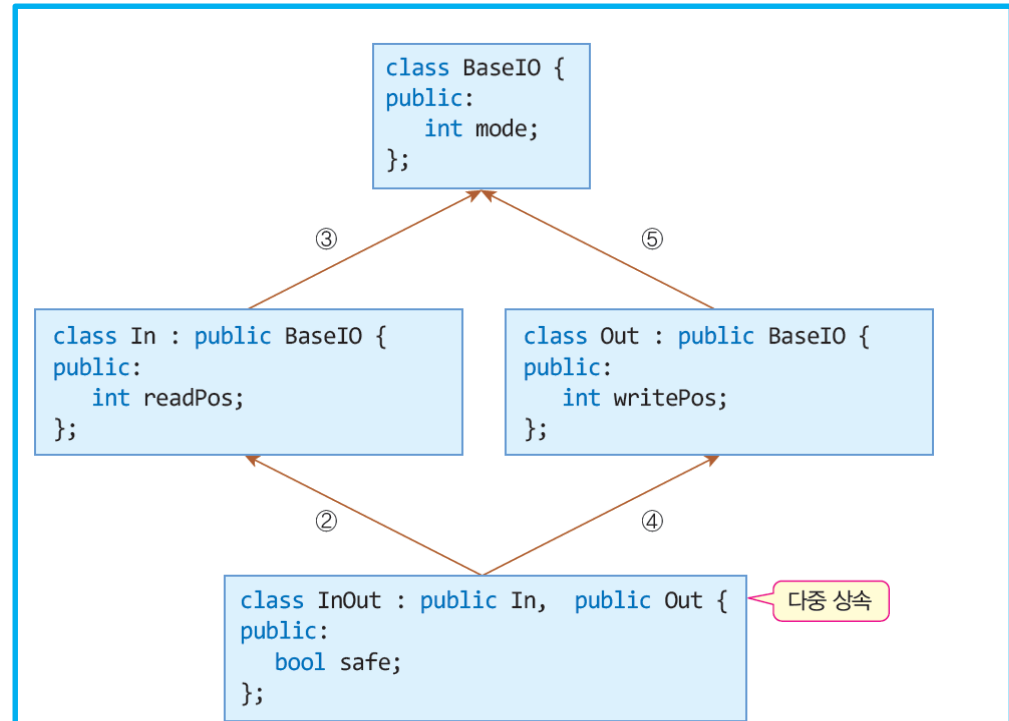 class BaseIO {
public:
int mode;
};
③
⑤
class In : public BaseIO {
public:
int readPos;
};
class Out : public BaseIO {
public:
int writePos;
};
②
④
class InOut : public In, public Out {
public:
bool safe;
};
다중 상속